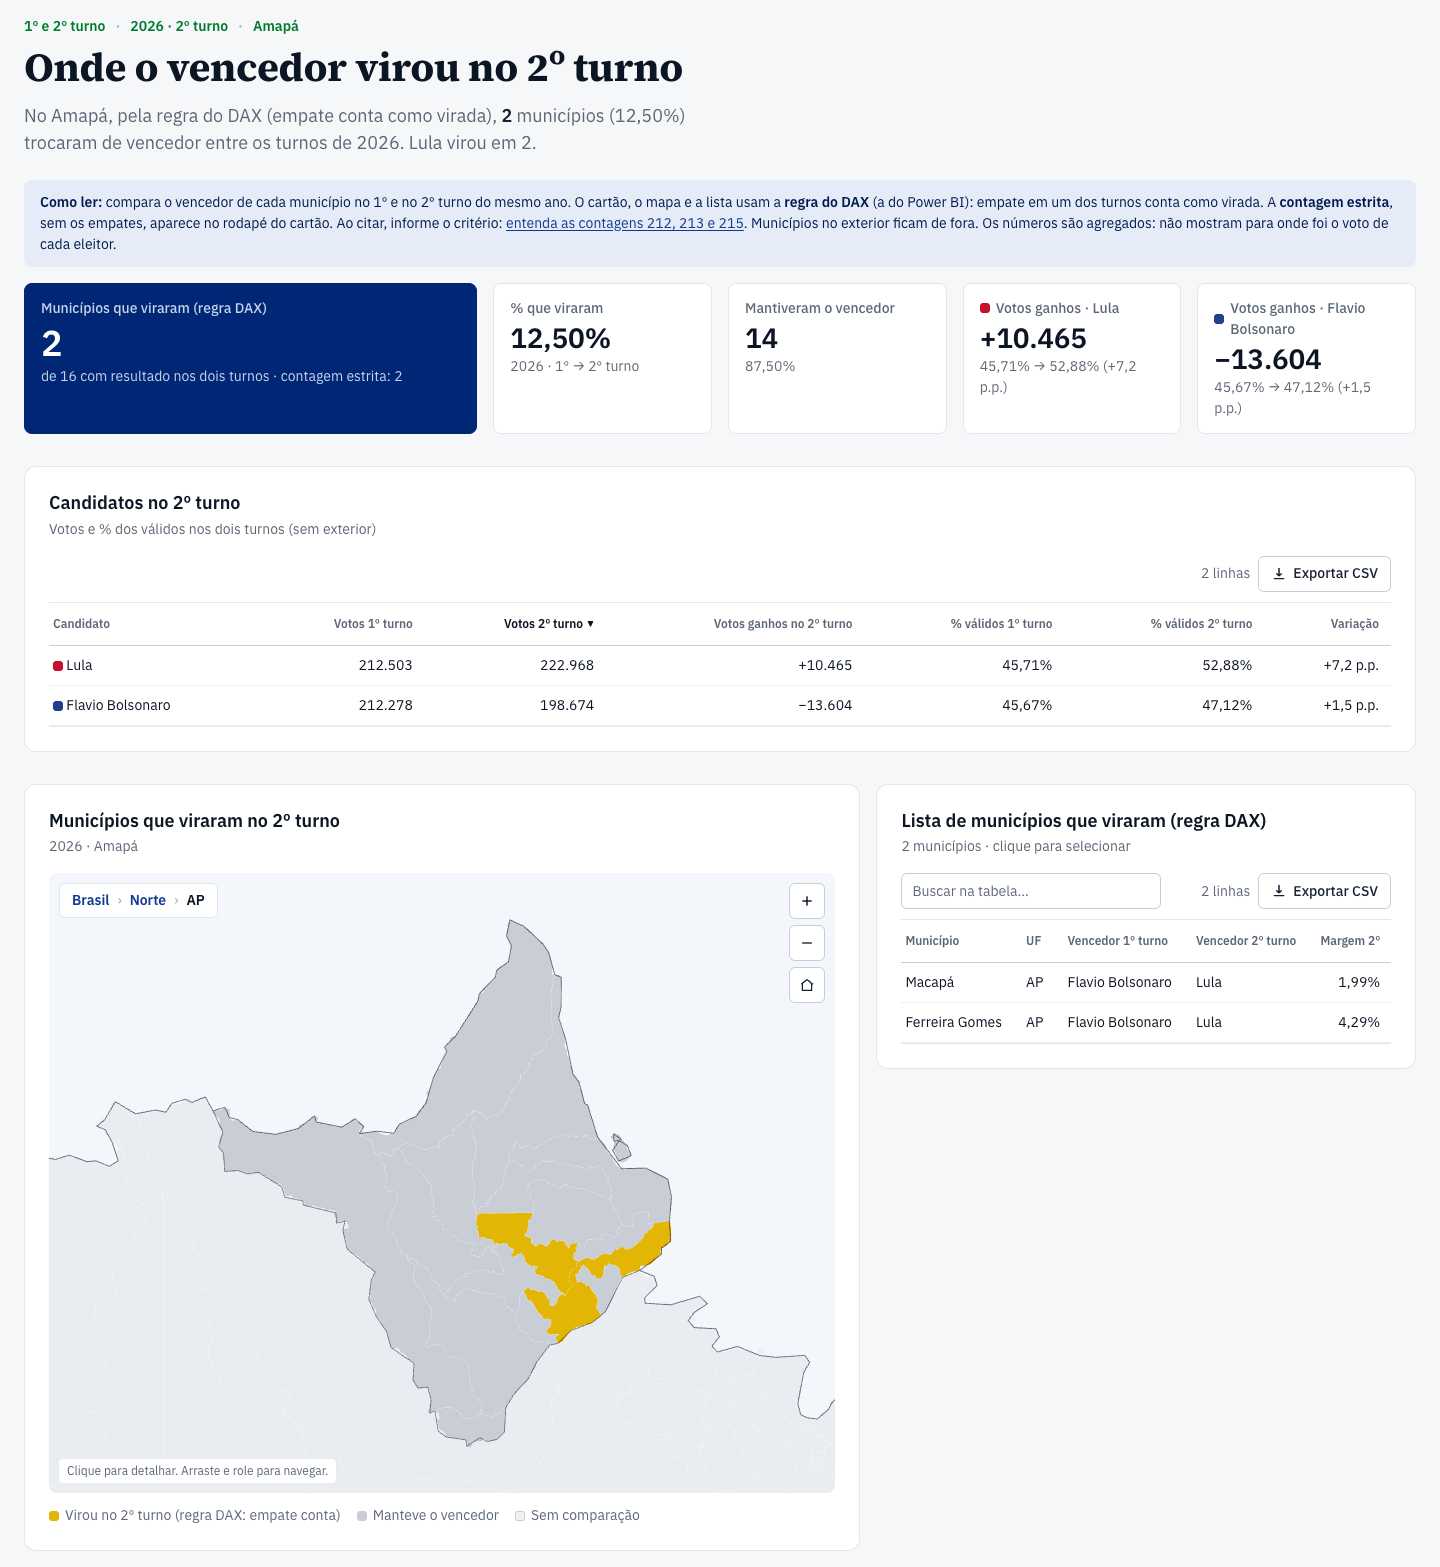 1º e 2º turno · 2026 · 2º turno · Amapá
Onde o vencedor virou no 2º turno
No Amapá, pela regra do DAX (empate conta como virada), 2 municípios (12,50%)
trocaram de vencedor entre os turnos de 2026. Lula virou em 2.
Como ler: compara o vencedor de cada município no 1º e no 2º turno do mesmo ano. O cartão, o mapa e a lista usam a regra do DAX (a do Power BI): empate em um dos turnos conta como virada. A contagem estrita,
sem os empates, aparece no rodapé do cartão. Ao citar, informe o critério: entenda as contagens 212, 213 e 215. Municípios no exterior ficam de fora. Os números são agregados: não mostram para onde foi o voto de
cada eleitor.
Municípios que viraram (regra DAX)
2
de 16 com resultado nos dois turnos · contagem estrita: 2
% que viraram
12,50%
2026 · 1º → 2º turno
Mantiveram o vencedor
14
87,50%
Votos ganhos · Lula
+10.465
45,71% → 52,88% (+7,2
p.p.)
Votos ganhos · Flavio
Bolsonaro
−13.604
45,67% → 47,12% (+1,5
p.p.)
Candidatos no 2º turno
Votos e % dos válidos nos dois turnos (sem exterior)
2 linhas Exportar CSV
Candidato Votos 1º turno Votos 2º turno ▼ Votos ganhos no 2º turno % válidos 1º turno % válidos 2º turno Variação
Lula 212.503 222.968 +10.465 45,71% 52,88% +7,2 p.p.
Flavio Bolsonaro 212.278 198.674 −13.604 45,67% 47,12% +1,5 p.p.
Municípios que viraram no 2º turno
2026 · Amapá
Brasil › Norte › AP
+
−
Clique para detalhar. Arraste e role para navegar.
Virou no 2º turno (regra DAX: empate conta) Manteve o vencedor Sem comparação
Lista de municípios que viraram (regra DAX)
2 municípios · clique para selecionar
Buscar na tabela... 2 linhas Exportar CSV
Município UF Vencedor 1º turno Vencedor 2º turno Margem 2º
Macapá AP Flavio Bolsonaro Lula 1,99%
Ferreira Gomes AP Flavio Bolsonaro Lula 4,29%